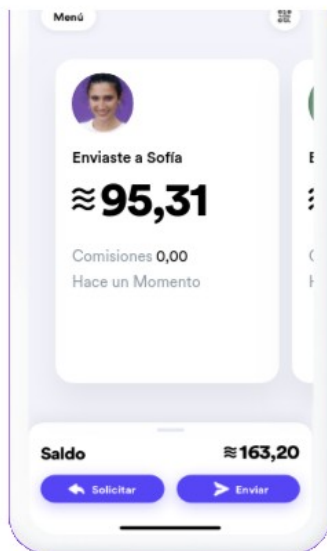 Menú
Enviaste a Sofía
≋95,31
Comisiones 0,00
Hace un Momento
Saldo ≋163,20
Solicitar Enviar